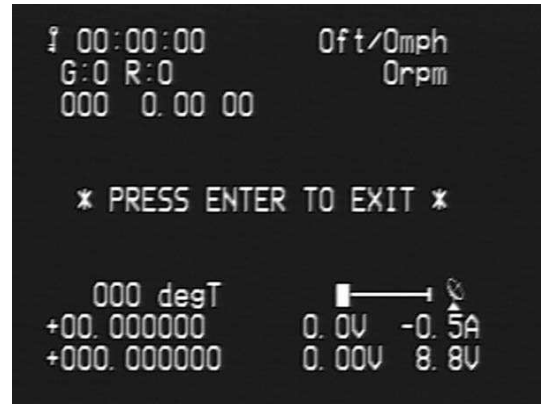 00:00:00 0ft/0mph
G:0 R:0 0rpm
000 0.00 00
* PRESS ENTER TO EXIT *
000 degT
+00.000000 0.0V -0.5A
+000.000000 0.00V 8.8V